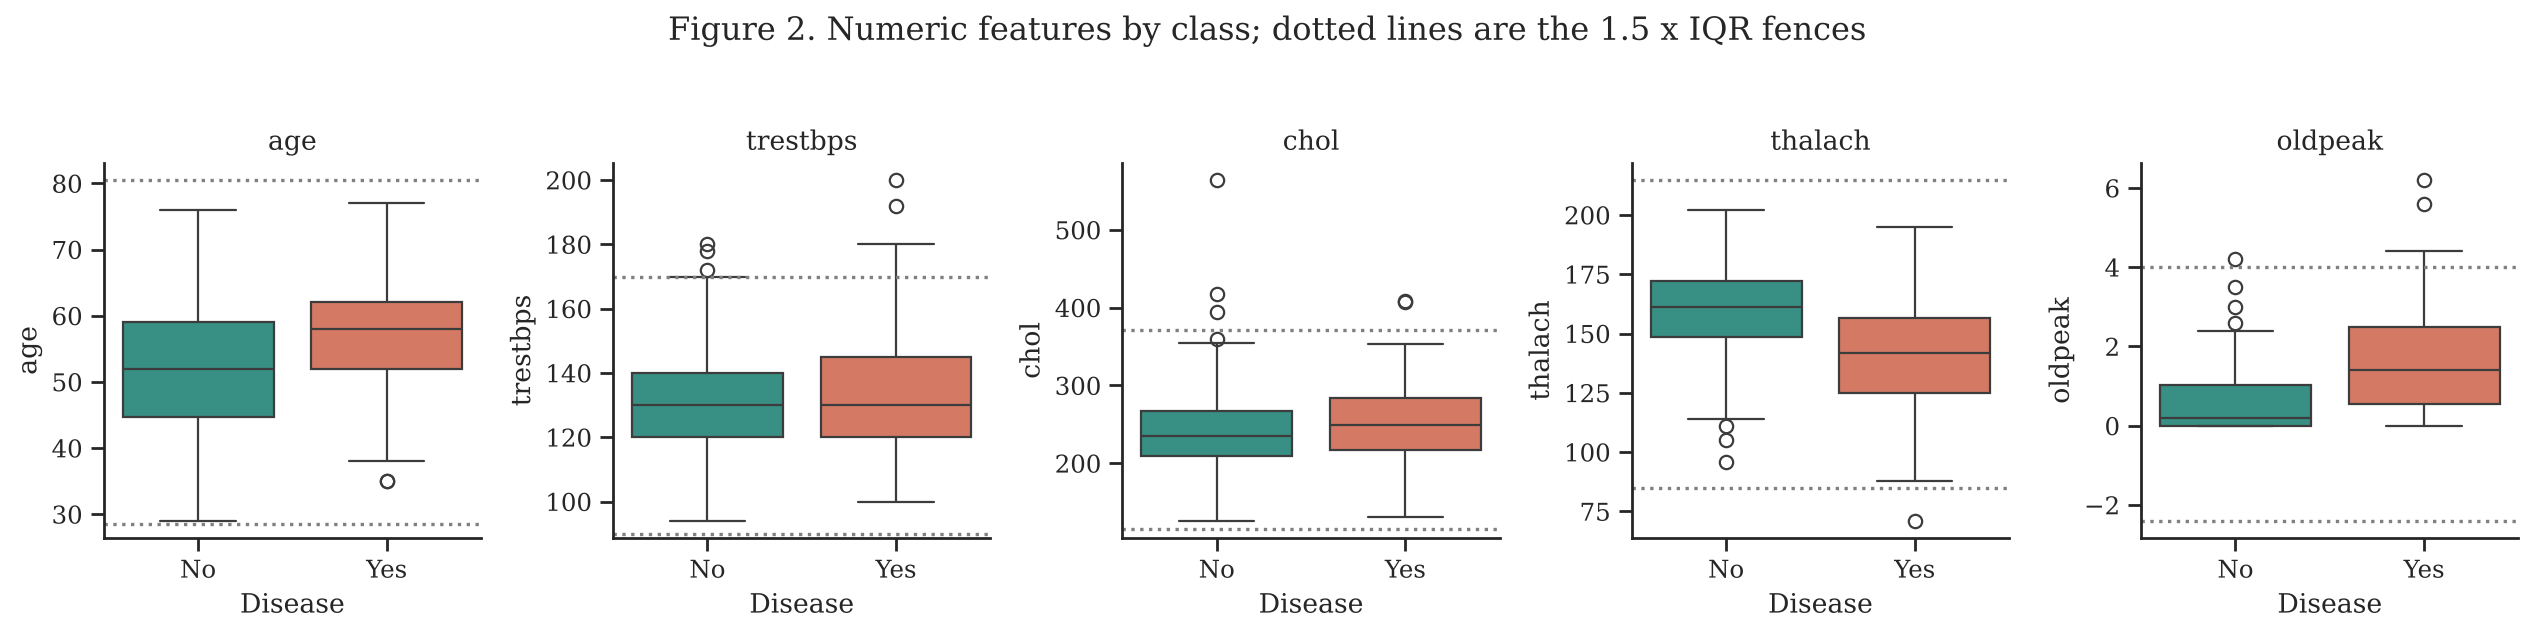 Figure 2. Numeric features by class; dotted lines are the 1.5 x IQR fences
age
80
70
60
50
40
30
age
No
Yes
Disease
trestbps
200
180
160
140
120
100
trestbps
No
Yes
Disease
chol
500
400
300
200
chol
No
Yes
Disease
thalach
200
175
150
125
100
75
thalach
No
Yes
Disease
oldpeak
6
4
2
0
−2
oldpeak
No
Yes
Disease